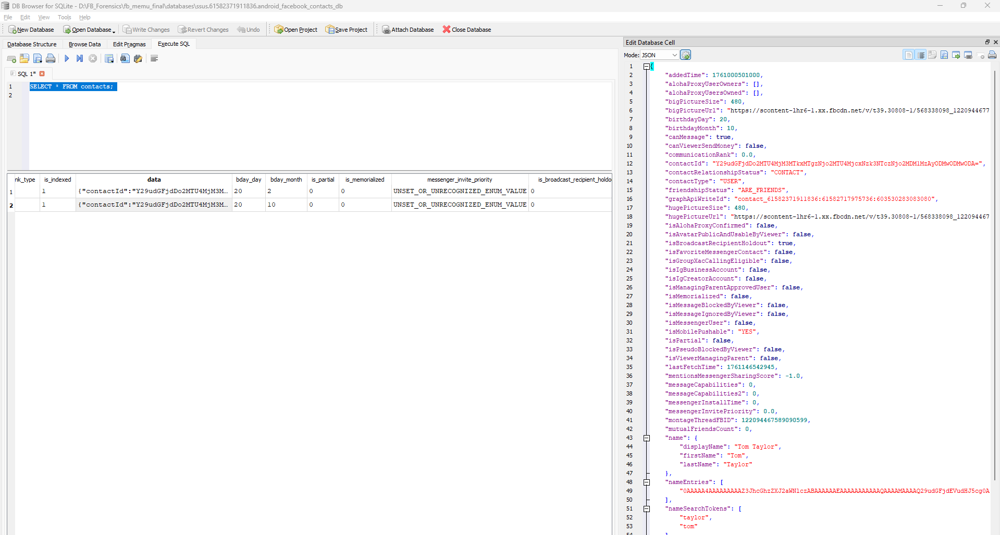 DB Browser for SQLite - D:\FB_Forensics\fb_memu_final\databases\ssus.61582371911836.android_facebook_contacts_db
File Edit View Tools Help
New Database Open Database Write Changes Revert Changes Undo Open Project Save Project Attach Database Close Database
Database Structure Browse Data Edit Pragmas Execute SQL
SQL 1*
1 SELECT * FROM contacts;
2
nk_type is_indexed data bday_day bday_month is_partial is_memorialized messenger_invite_priority is_broadcast_recipient_holdo
1 1 {"contactId":"Y29udGFjdDo2MTU4MjM3M... 20 2 0 0 UNSET_OR_UNRECOGNIZED_ENUM_VALUE 0
2 1 {"contactId":"Y29udGFjdDo2MTU4MjM3M... 20 10 0 0 UNSET_OR_UNRECOGNIZED_ENUM_VALUE 0
Edit Database Cell
Mode: JSON
1 {
2 "addedTime": 1761000501000,
3 "alohaProxyUserOwners": [],
4 "alohaProxyUsersOwned": [],
5 "bigPictureSize": 480,
6 "bigPictureUrl": "https://scontent-lhr6-1.xx.fbcdn.net/v/t39.30808-1/568338098_1220944677
7 "birthdayDay": 20,
8 "birthdayMonth": 10,
9 "canMessage": true,
10 "canViewerSendMoney": false,
11 "communicationRank": 0.0,
12 "contactId": "Y29udGFjdDo2MTU4MjM3MTkxMTgzNjo2MTU4MjcxNzk3NTczNjo2MDM1MzAyODMwODMwODA=",
13 "contactRelationshipStatus": "CONTACT",
14 "contactType": "USER",
15 "friendshipStatus": "ARE_FRIENDS",
16 "graphApiWriteId": "contact_61582371911836:61582717975736:603530283083080",
17 "hugePictureSize": 480,
18 "hugePictureUrl": "https://scontent-lhr6-1.xx.fbcdn.net/v/t39.30808-1/568338098_122094467
19 "isAlohaProxyConfirmed": false,
20 "isAvatarPublicAndUsableByViewer": false,
21 "isBroadcastRecipientHoldout": true,
22 "isFavoriteMessengerContact": false,
23 "isGroupXacCallingEligible": false,
24 "isIgBusinessAccount": false,
25 "isIgCreatorAccount": false,
26 "isManagingParentApprovedUser": false,
27 "isMemorialized": false,
28 "isMessageBlockedByViewer": false,
29 "isMessageIgnoredByViewer": false,
30 "isMessengerUser": false,
31 "isMobilePushable": "YES",
32 "isPartial": false,
33 "isPseudoBlockedByViewer": false,
34 "isViewerManagingParent": false,
35 "lastFetchTime": 1761146542945,
36 "mentionsMessengerSharingScore": -1.0,
37 "messageCapabilities": 0,
38 "messageCapabilities2": 0,
39 "messengerInstallTime": 0,
40 "messengerInvitePriority": 0.0,
41 "montageThreadFBID": 122094467589090599,
42 "mutualFriendsCount": 0,
43 "name": {
44 "displayName": "Tom Taylor",
45 "firstName": "Tom",
46 "lastName": "Taylor"
47 },
48 "nameEntries": [
49
50 ],
51 "nameSearchTokens": [
52 "taylor",
53 "tom"
54 ]